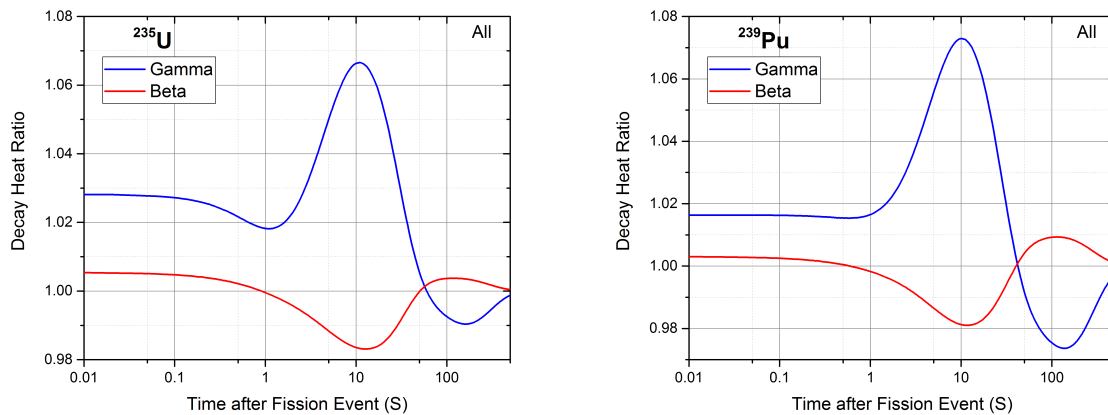 235U
All
Gamma
Beta
1.08
1.06
1.04
1.02
1.00
0.98
Decay Heat Ratio
0.01
0.1
1
10
100
Time after Fission Event (S)
239Pu
All
Gamma
Beta
1.08
1.06
1.04
1.02
1.00
0.98
Decay Heat Ratio
0.01
0.1
1
10
100
Time after Fission Event (S)